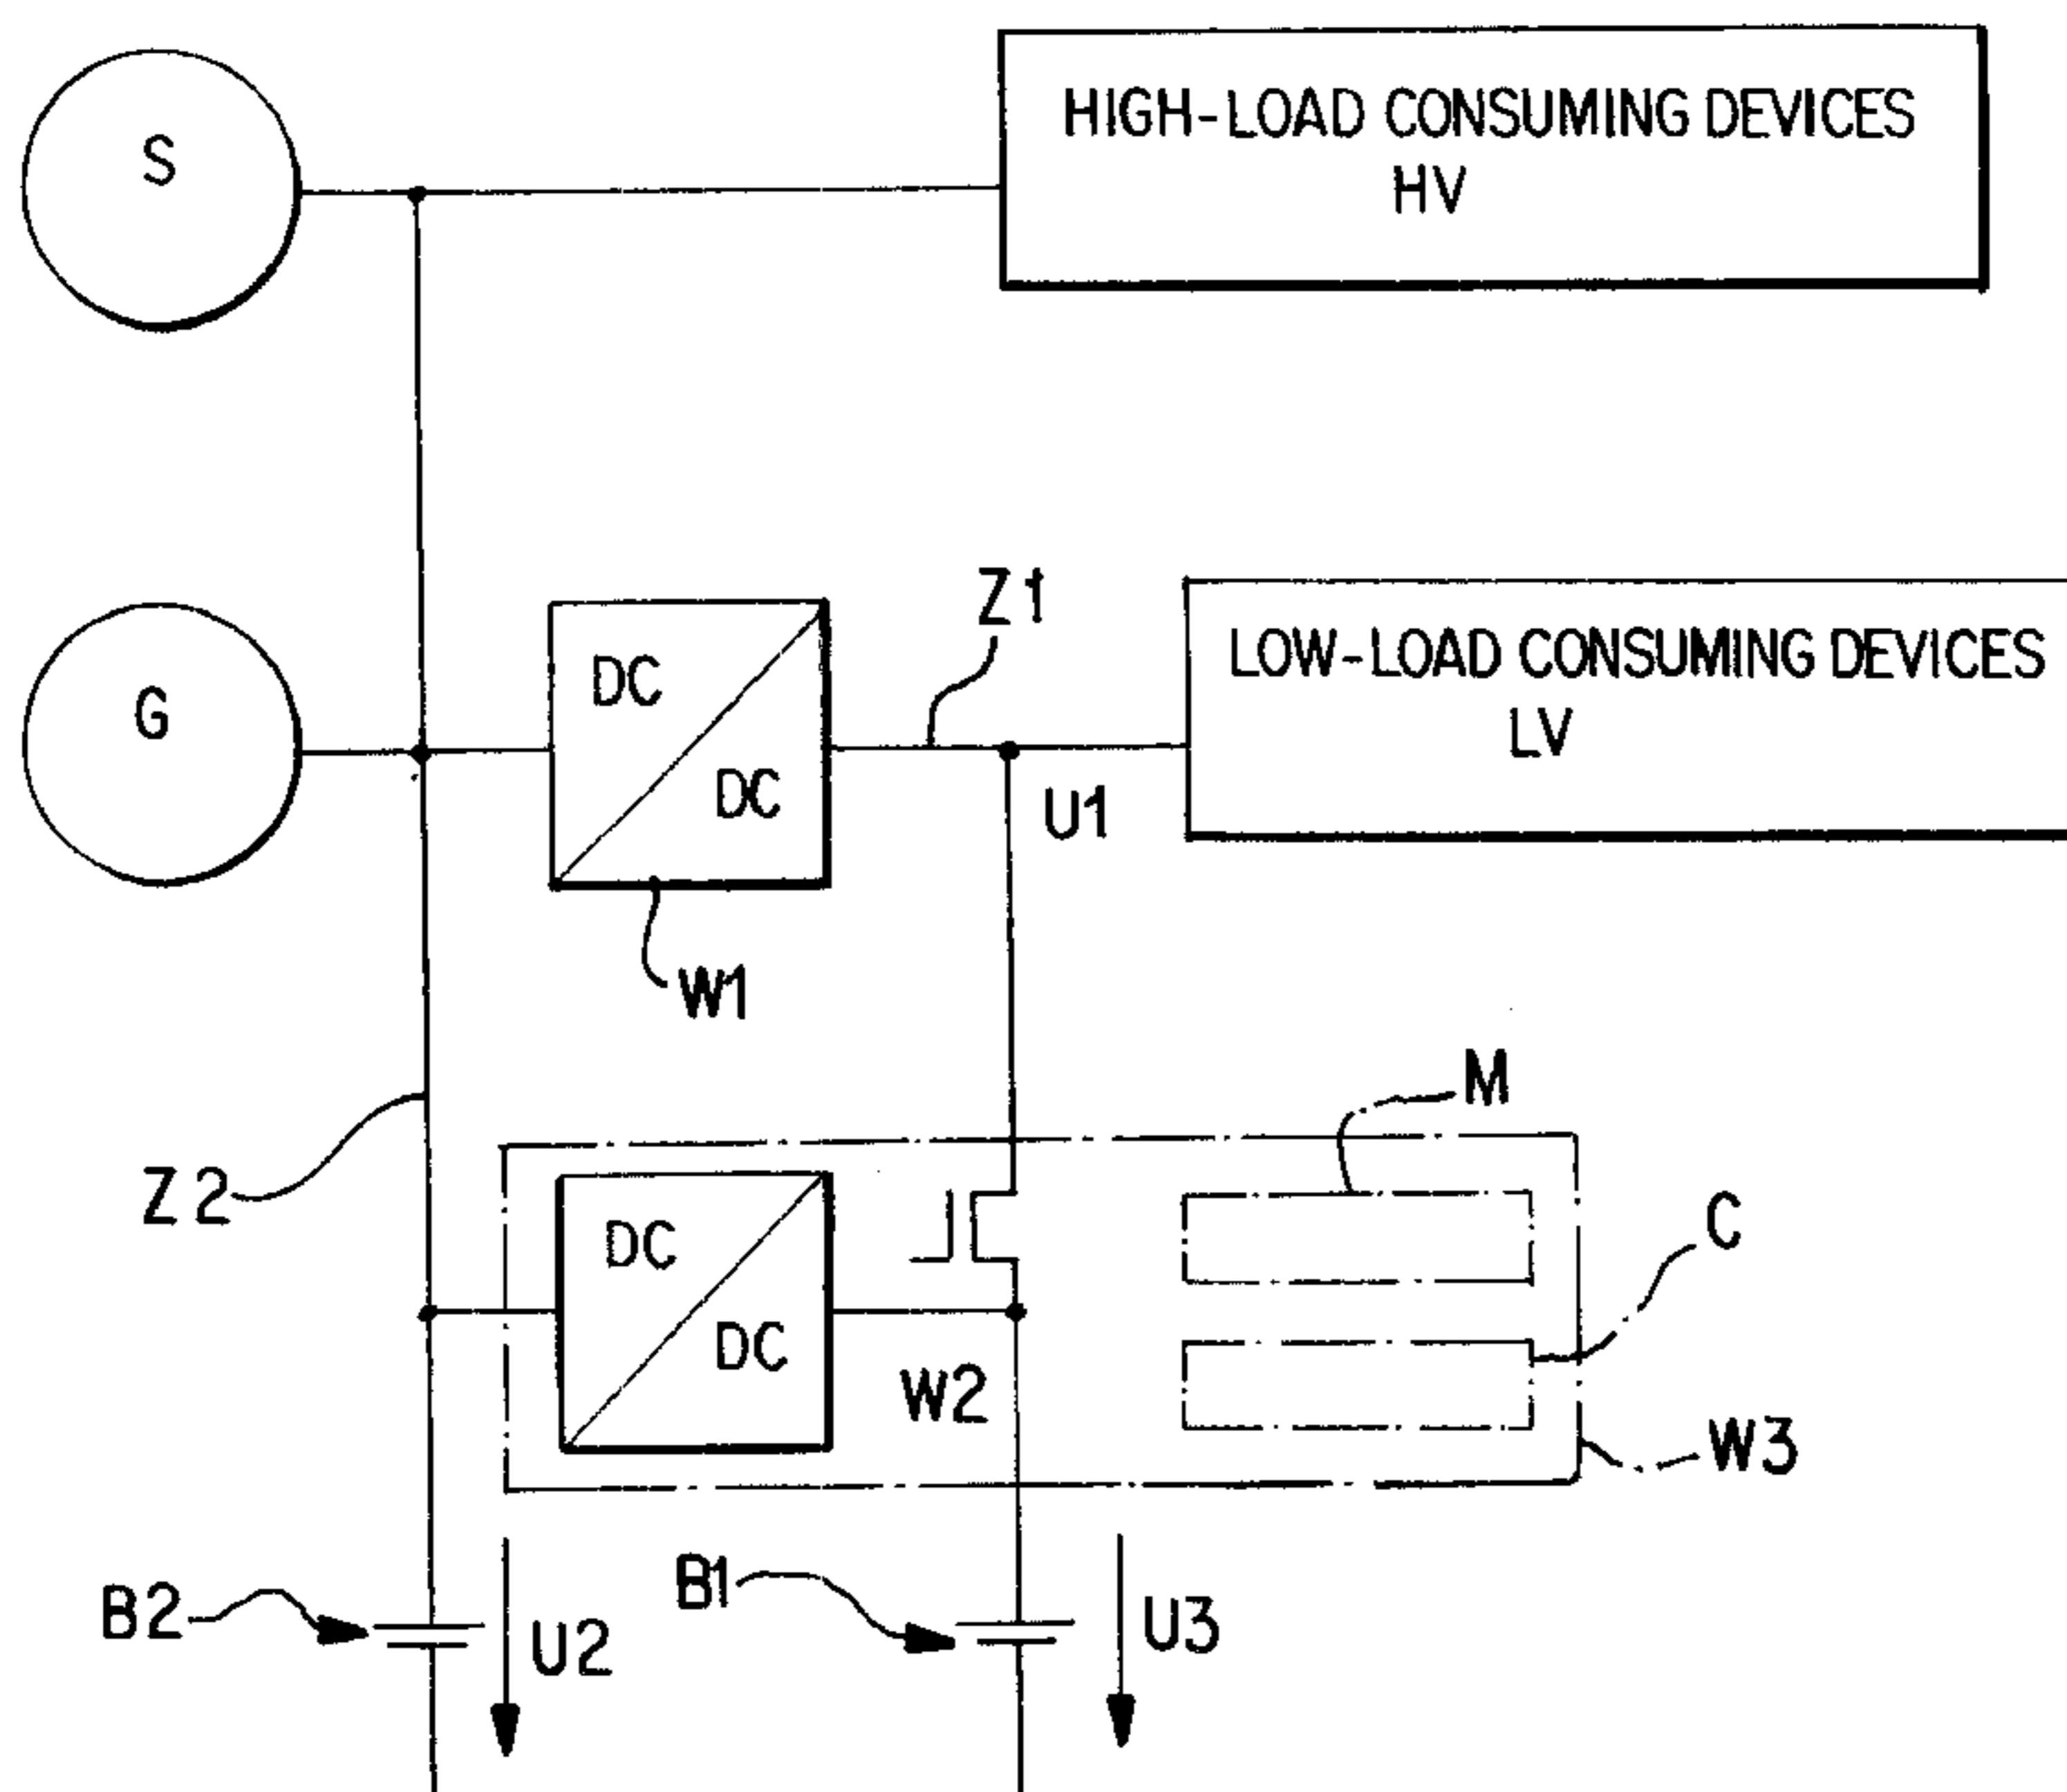 S
HIGH-LOAD CONSUMING DEVICES
HV
G
DC
DC
Z1
LOW-LOAD CONSUMING DEVICES
LV
U1
W1
M
Z2
DC
DC
C
W2
W3
B2
U2
B1
U3